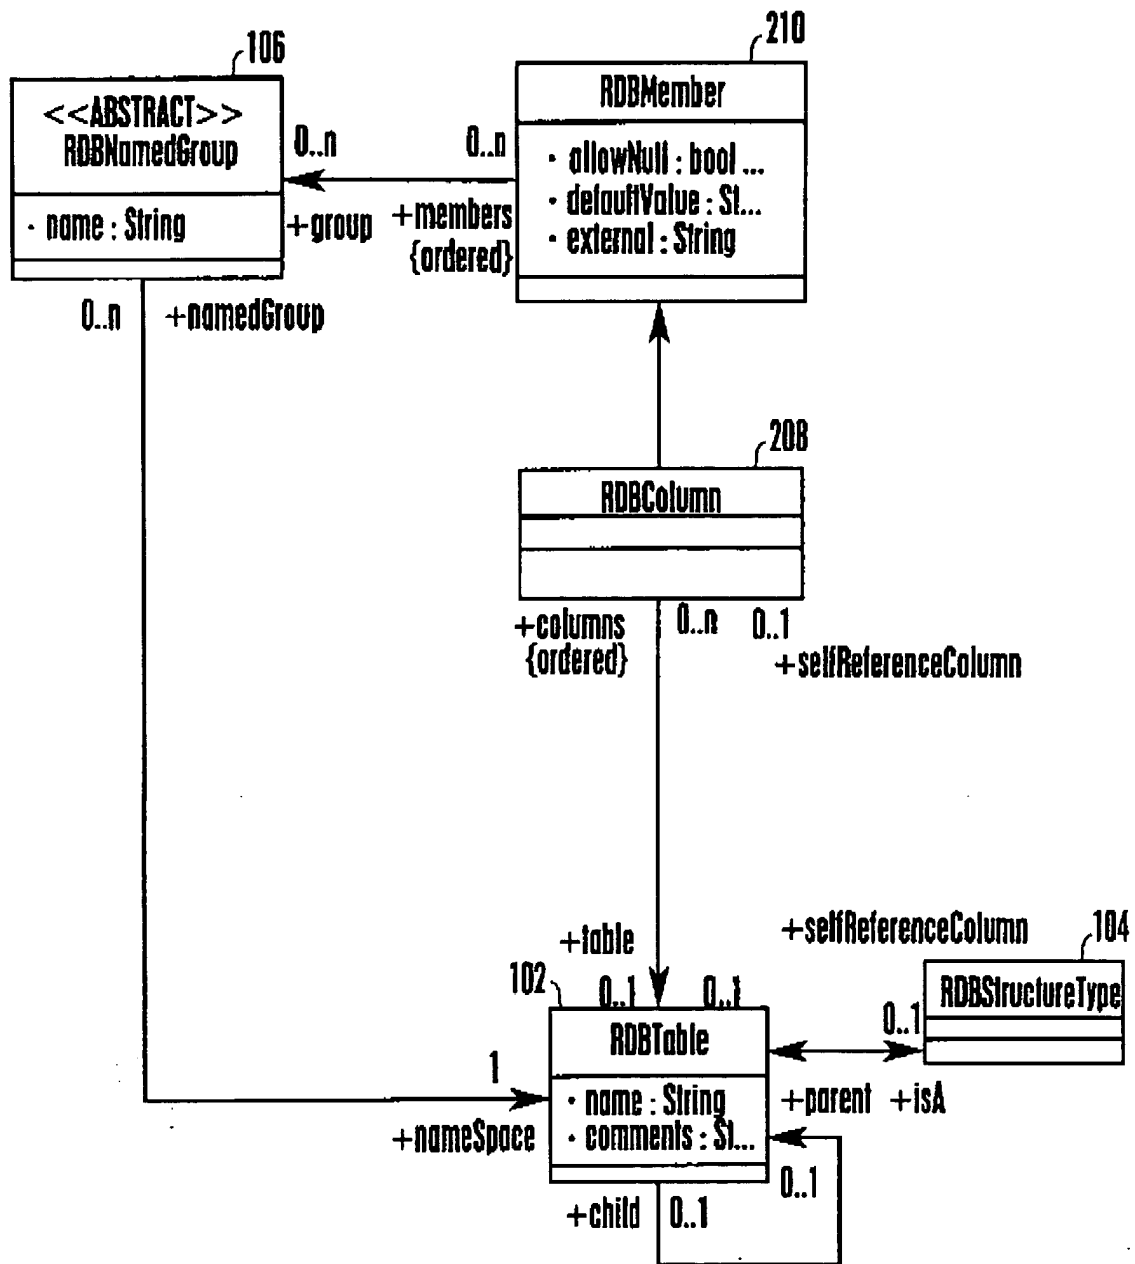 106
<<ABSTRACT>>
RDBNamedGroup
· name : String
210
RDBMember
· allowNull : bool ...
· defaultValue : St...
· external : String
0..n
0..n
+group
+members
{ordered}
0..n
+namedGroup
208
RDBColumn
+columns
{ordered}
0..n
0..1
+selfReferenceColumn
+table
+selfReferenceColumn
104
102
0..1
0..1
RDBStructureType
0..1
RDBTable
· name : String
· comments : St...
1
+nameSpace
+parent
+isA
0..1
+child
0..1